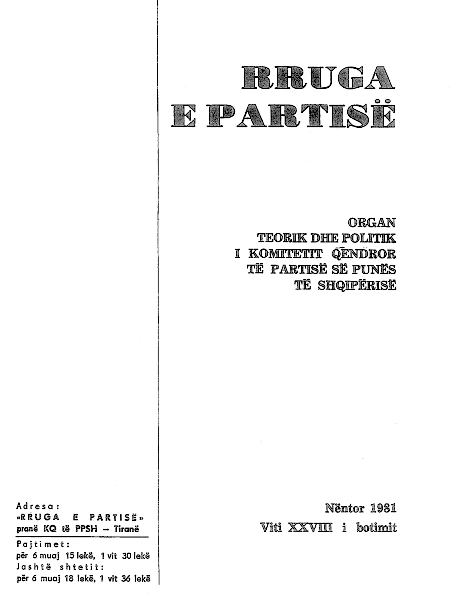 RRUGA
E PARTISË
ORGAN
TEORIK DHE POLITIK
I KOMITETIT QËNDROR
TË PARTISË SË PUNËS
TË SHQIPËRISË
Nëntor 1981
Viti XXVIII i botimit
Adresa:
«RRUGA E PARTISË»
pranë KQ të PPSH — Tiranë
Pajtimet:
për 6 muaj 15 lekë, 1 vit 30 lekë
Jashtë shtetit:
për 6 muaj 18 lekë, 1 vit 36 lekë